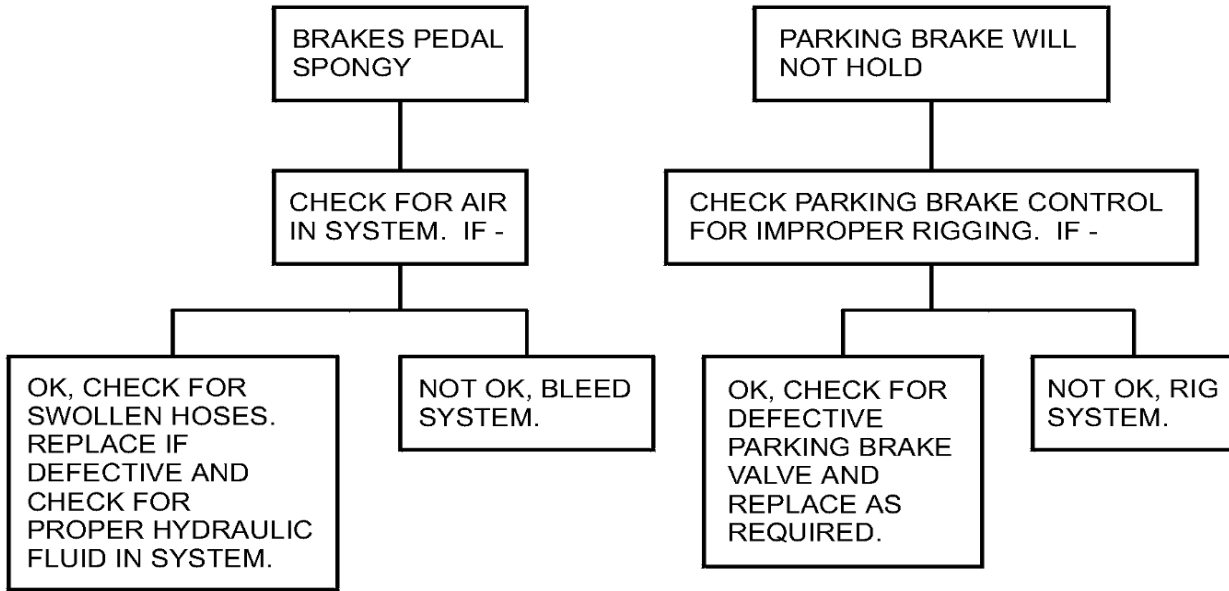 BRAKES PEDAL
SPONGY
CHECK FOR AIR
IN SYSTEM. IF -
OK, CHECK FOR
SWOLLEN HOSES.
REPLACE IF
DEFECTIVE AND
CHECK FOR
PROPER HYDRAULIC
FLUID IN SYSTEM.
NOT OK, BLEED
SYSTEM.
PARKING BRAKE WILL
NOT HOLD
CHECK PARKING BRAKE CONTROL
FOR IMPROPER RIGGING. IF -
OK, CHECK FOR
DEFECTIVE
PARKING BRAKE
VALVE AND
REPLACE AS
REQUIRED.
NOT OK, RIG
SYSTEM.